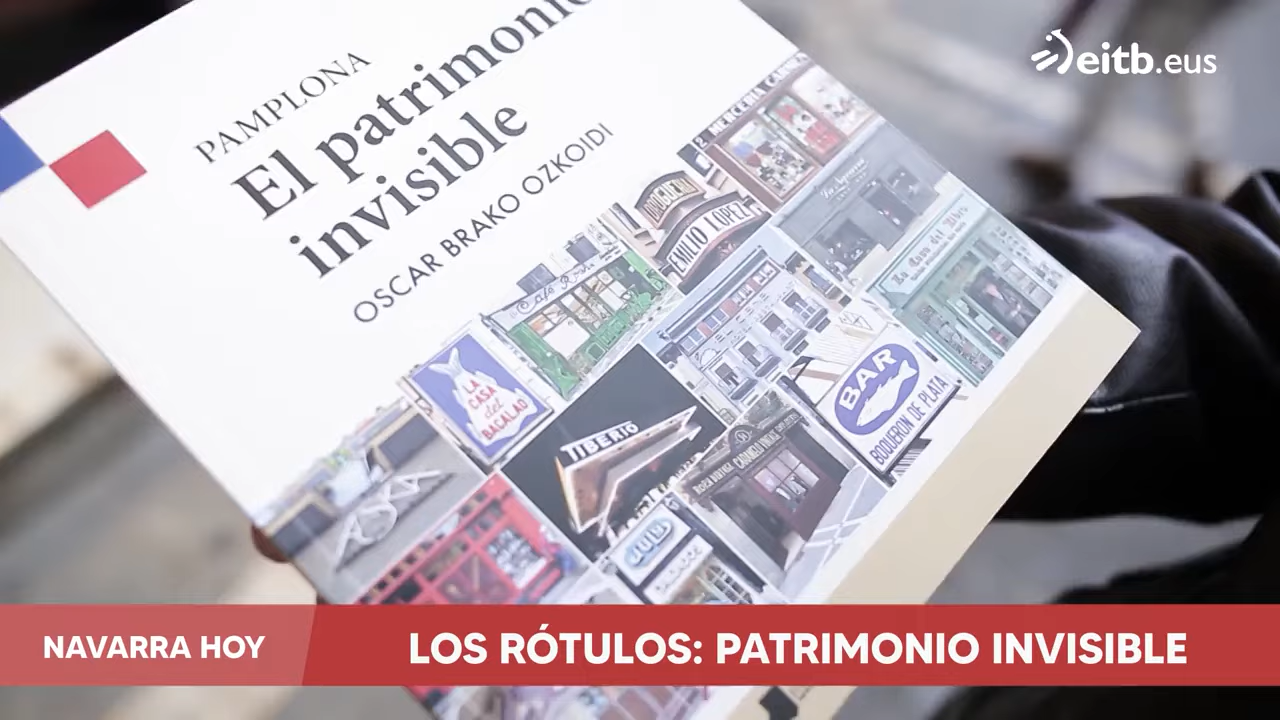 eitb.eus
PAMPLONA
El patrimonio
invisible
OSCAR BRAKO OZKOIDI
MERCERIA
DROGUERIA
EMILIO LOPEZ
LA
CASA
del
BACALAO
TIBERIO
BAR
BOQUERON DE PLATA
NAVARRA HOY
LOS RÓTULOS: PATRIMONIO INVISIBLE